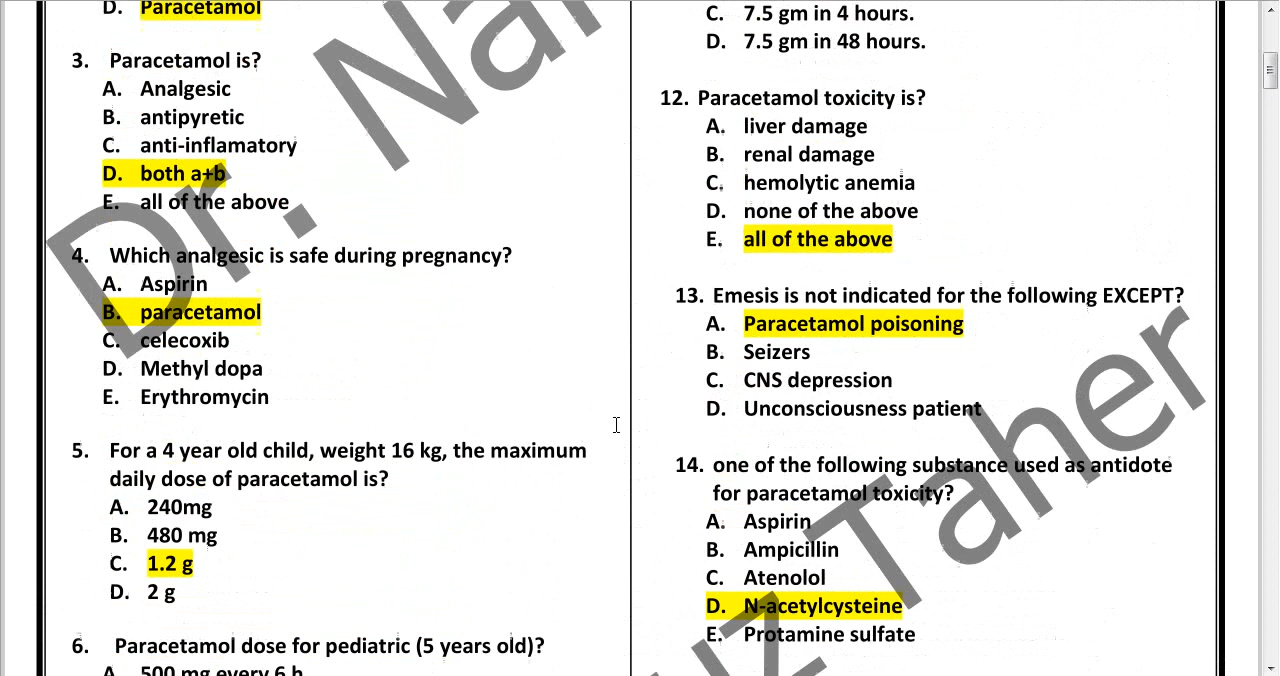 D. Paracetamol
3. Paracetamol is?
A. Analgesic
B. antipyretic
C. anti-inflamatory
D. both a+b
E. all of the above
4. Which analgesic is safe during pregnancy?
A. Aspirin
B. paracetamol
C. celecoxib
D. Methyl dopa
E. Erythromycin
5. For a 4 year old child, weight 16 kg, the maximum
daily dose of paracetamol is?
A. 240mg
B. 480 mg
C. 1.2 g
D. 2 g
6. Paracetamol dose for pediatric (5 years old)?
A. 500 mg every 6 h
C. 7.5 gm in 4 hours.
D. 7.5 gm in 48 hours.
12. Paracetamol toxicity is?
A. liver damage
B. renal damage
C. hemolytic anemia
D. none of the above
E. all of the above
13. Emesis is not indicated for the following EXCEPT?
A. Paracetamol poisoning
B. Seizers
C. CNS depression
D. Unconsciousness patient
14. one of the following substance used as antidote
for paracetamol toxicity?
A. Aspirin
B. Ampicillin
C. Atenolol
D. N-acetylcysteine
E. Protamine sulfate
Dr.
Taher